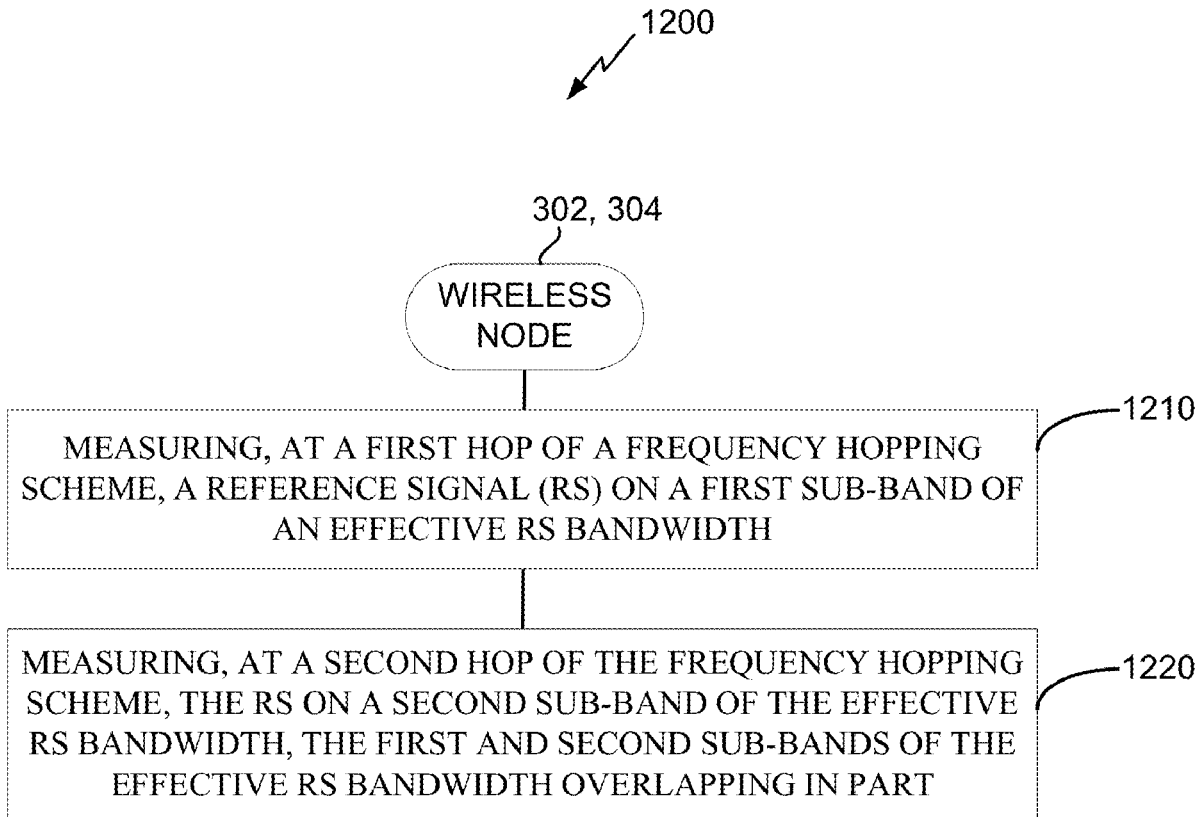 1200
302, 304
WIRELESS
NODE
1210
MEASURING, AT A FIRST HOP OF A FREQUENCY HOPPING
SCHEME, A REFERENCE SIGNAL (RS) ON A FIRST SUB-BAND OF
AN EFFECTIVE RS BANDWIDTH
1220
MEASURING, AT A SECOND HOP OF THE FREQUENCY HOPPING
SCHEME, THE RS ON A SECOND SUB-BAND OF THE EFFECTIVE
RS BANDWIDTH, THE FIRST AND SECOND SUB-BANDS OF THE
EFFECTIVE RS BANDWIDTH OVERLAPPING IN PART